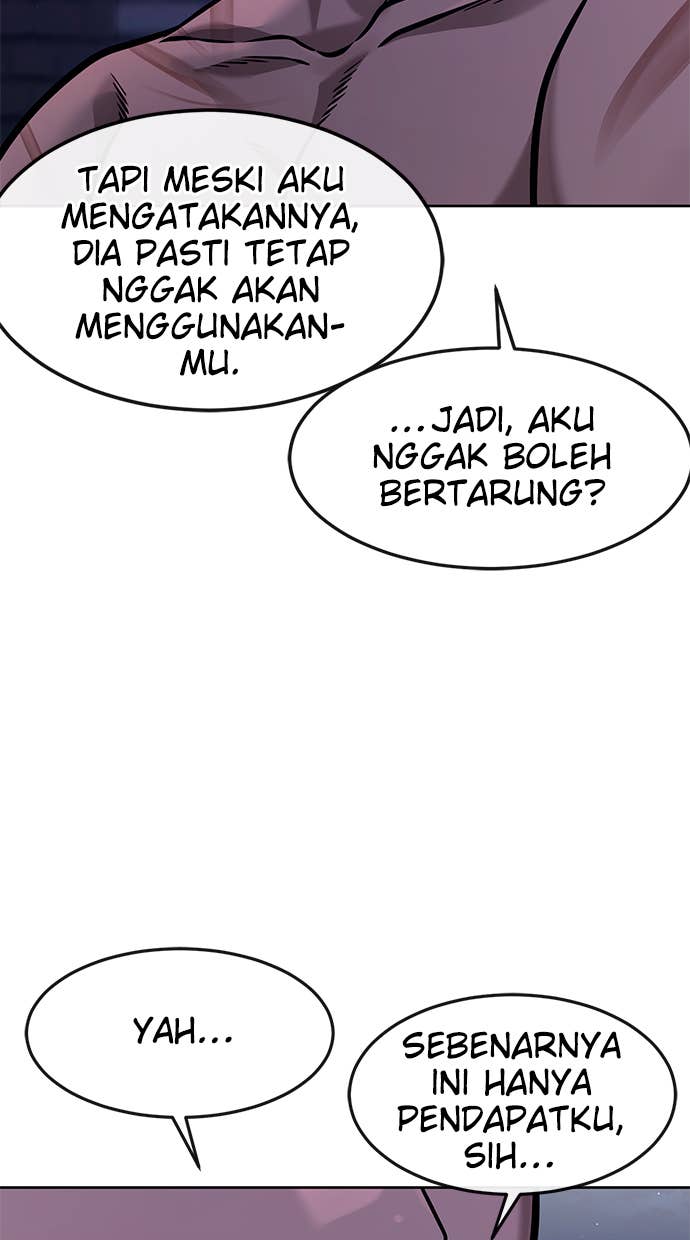 TAPI MESKI AKU
MENGATAKANNYA,
DIA PASTI TETAP
NGGAK AKAN
MENGGUNAKAN-
MU.
...JADI, AKU
NGGAK BOLEH
BERTARUNG?
YAH...
SEBENARNYA
INI HANYA
PENDAPATKU,
SIH...